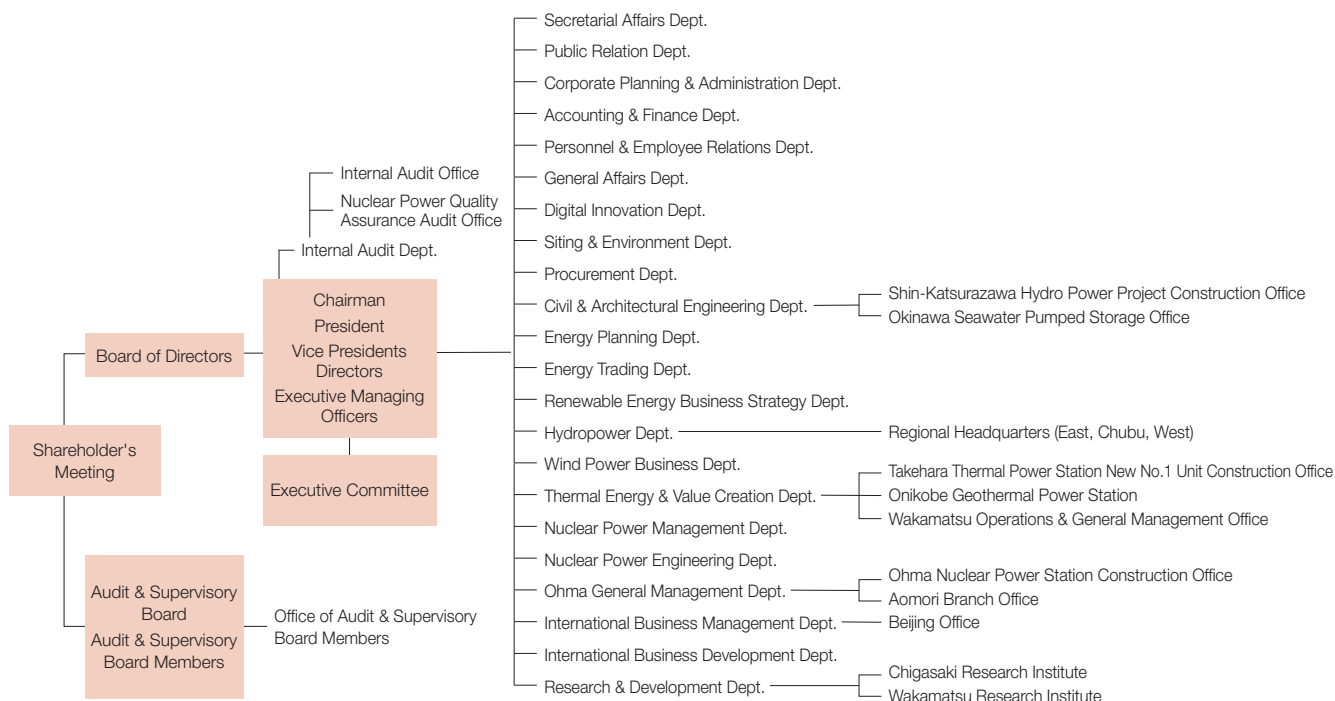 Shareholder's
Meeting
Board of Directors
Audit & Supervisory
Board
Audit & Supervisory
Board Members
Office of Audit & Supervisory
Board Members
Internal Audit Office
Nuclear Power Quality
Assurance Audit Office
Internal Audit Dept.
Chairman
President
Vice Presidents
Directors
Executive Managing
Officers
Executive Committee
Secretarial Affairs Dept.
Public Relation Dept.
Corporate Planning & Administration Dept.
Accounting & Finance Dept.
Personnel & Employee Relations Dept.
General Affairs Dept.
Digital Innovation Dept.
Siting & Environment Dept.
Procurement Dept.
Civil & Architectural Engineering Dept.
Shin-Katsurazawa Hydro Power Project Construction Office
Okinawa Seawater Pumped Storage Office
Energy Planning Dept.
Energy Trading Dept.
Renewable Energy Business Strategy Dept.
Hydropower Dept.
Regional Headquarters (East, Chubu, West)
Wind Power Business Dept.
Thermal Energy & Value Creation Dept.
Takehara Thermal Power Station New No.1 Unit Construction Office
Onikobe Geothermal Power Station
Wakamatsu Operations & General Management Office
Nuclear Power Management Dept.
Nuclear Power Engineering Dept.
Ohma General Management Dept.
Ohma Nuclear Power Station Construction Office
Aomori Branch Office
International Business Management Dept.
Beijing Office
International Business Development Dept.
Research & Development Dept.
Chigasaki Research Institute
Wakamatsu Research Institute